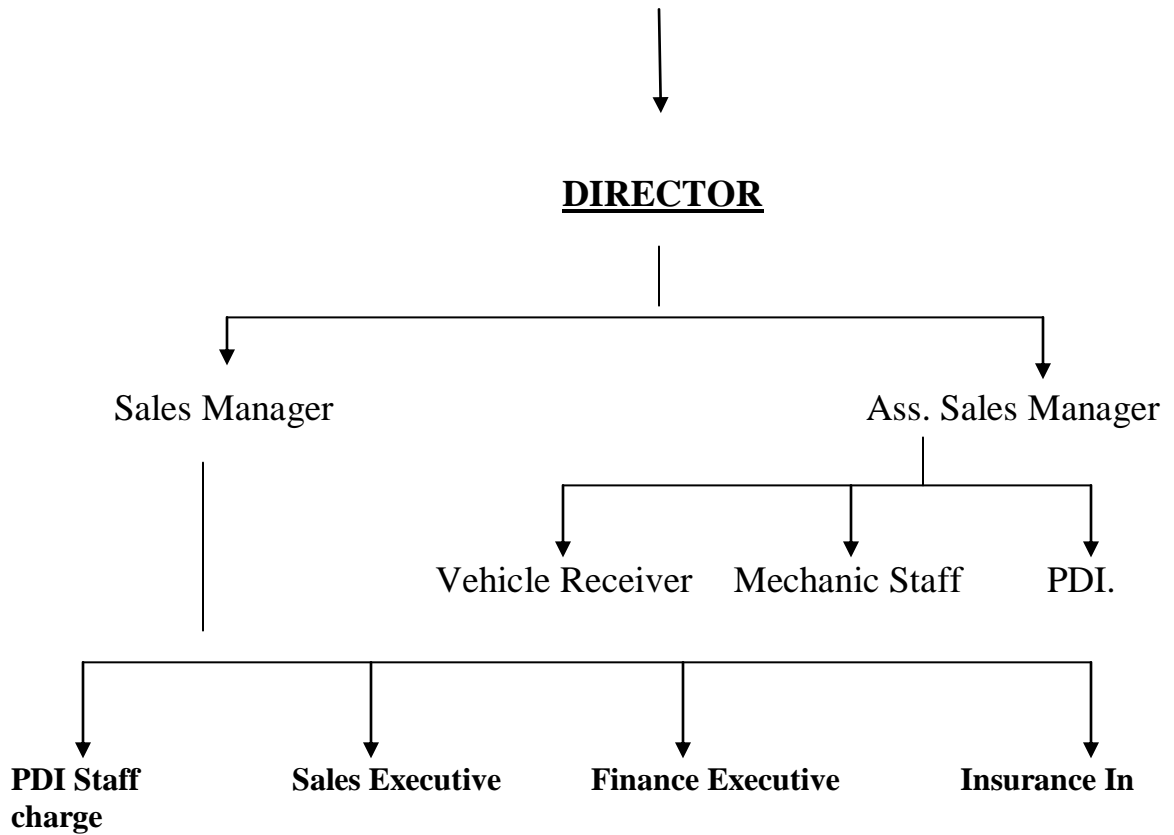 DIRECTOR
Sales Manager Ass. Sales Manager
Vehicle Receiver Mechanic Staff PDI.
PDI Staff Sales Executive Finance Executive Insurance In
charge